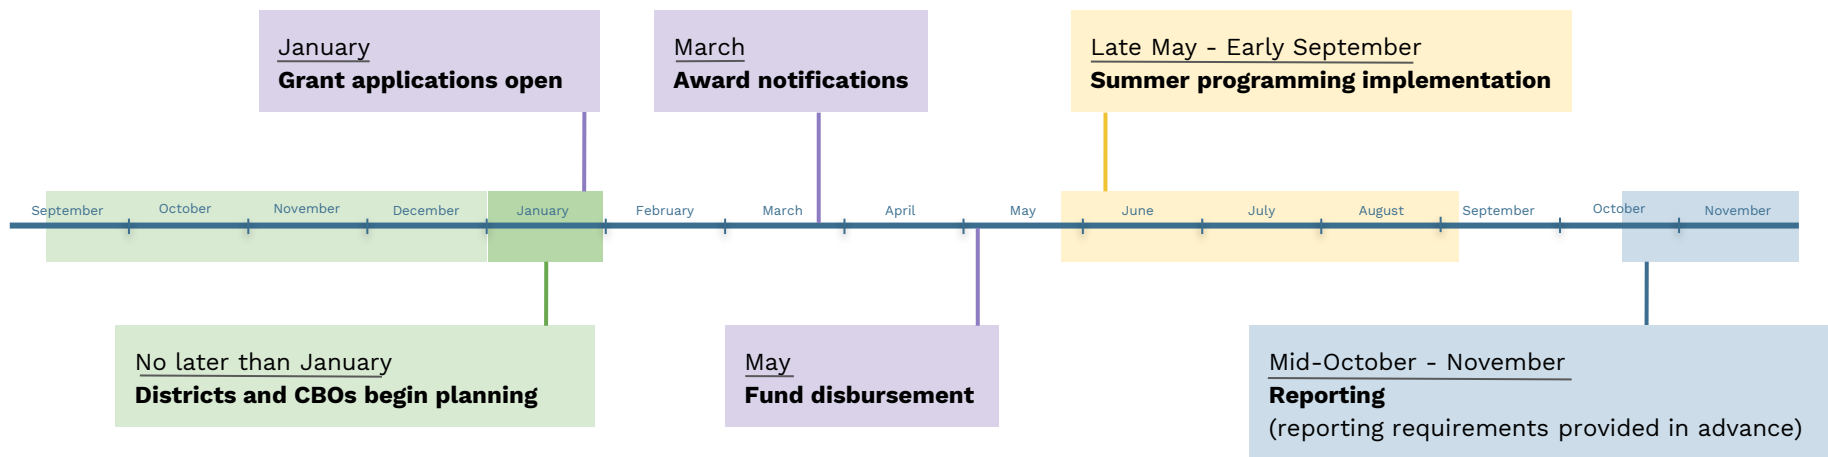 January
Grant applications open
March
Award notifications
Late May - Early September
Summer programming implementation
September
October
November
December
January
February
March
April
May
June
July
August
September
October
November
No later than January
Districts and CBOs begin planning
May
Fund disbursement
Mid-October - November
Reporting
(reporting requirements provided in advance)